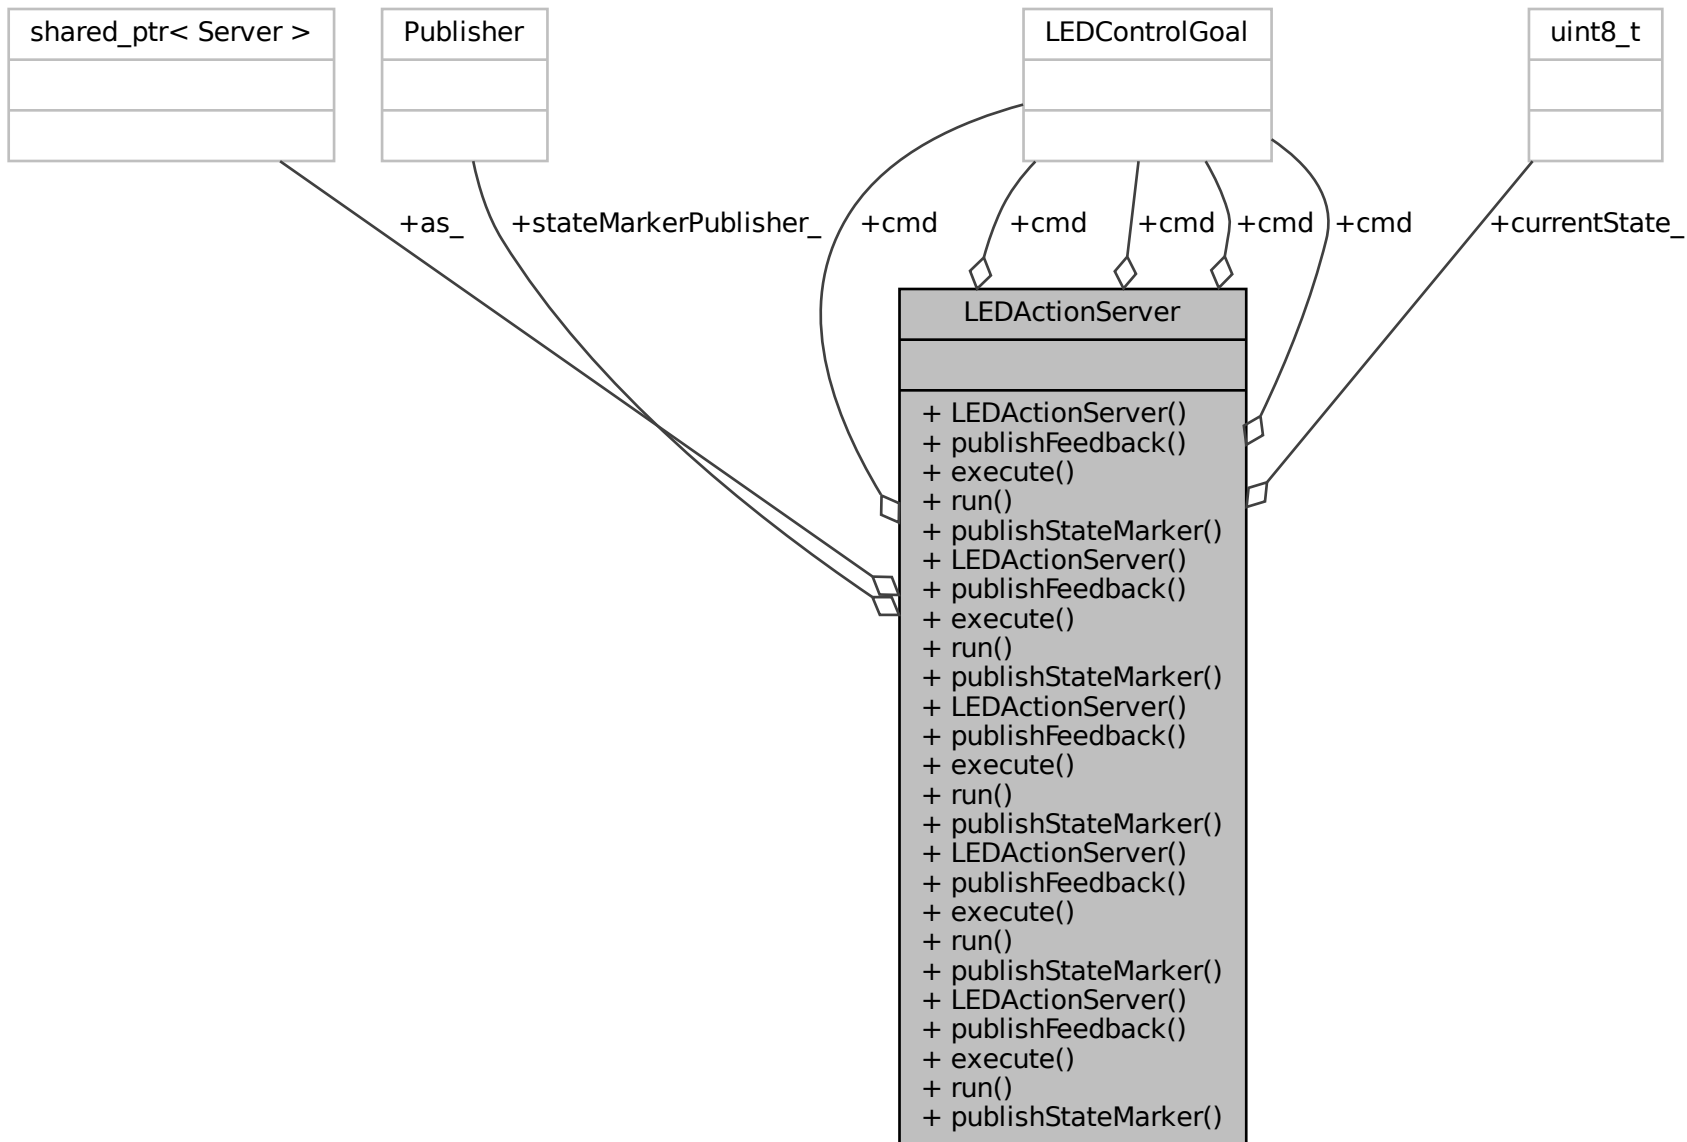 shared_ptr< Server >
Publisher
LEDControlGoal
uint8_t
+as_
+stateMarkerPublisher_
+cmd
+cmd
+cmd
+cmd
+cmd
+currentState_
LEDActionServer
+ LEDActionServer()
+ publishFeedback()
+ execute()
+ run()
+ publishStateMarker()
+ LEDActionServer()
+ publishFeedback()
+ execute()
+ run()
+ publishStateMarker()
+ LEDActionServer()
+ publishFeedback()
+ execute()
+ run()
+ publishStateMarker()
+ LEDActionServer()
+ publishFeedback()
+ execute()
+ run()
+ publishStateMarker()
+ LEDActionServer()
+ publishFeedback()
+ execute()
+ run()
+ publishStateMarker()